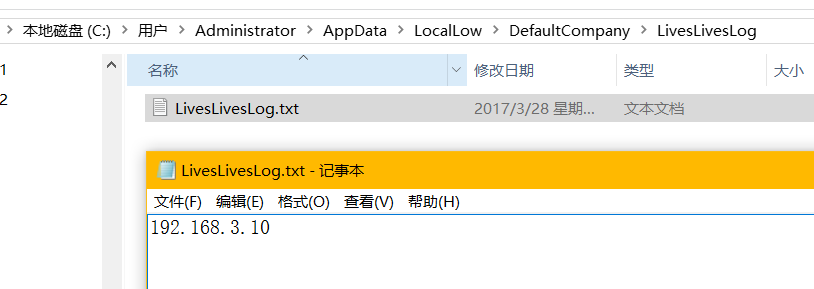 本地磁盘 (C:) > 用户 > Administrator > AppData > LocalLow > DefaultCompany > LivesLivesLog
1
名称 修改日期 类型 大小
2
LivesLivesLog.txt 2017/3/28 星期... 文本文档
LivesLivesLog.txt - 记事本
文件(F) 编辑(E) 格式(O) 查看(V) 帮助(H)
192.168.3.10